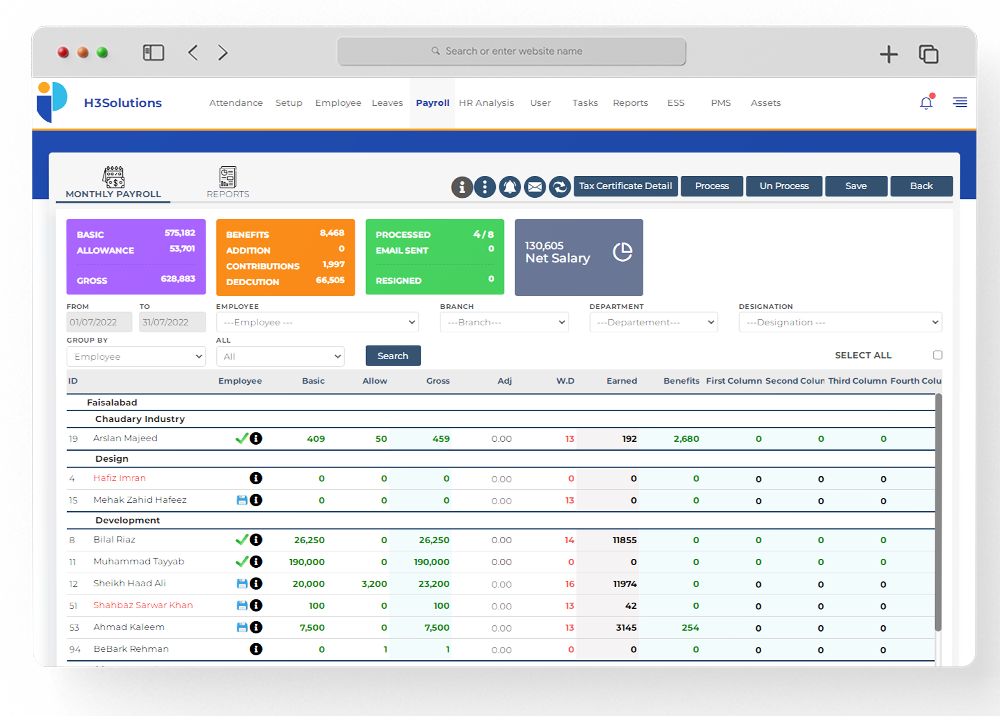 Search or enter website name
H3Solutions Attendance Setup Employee Leaves Payroll HR Analysis User Tasks Reports ESS PMS Assets
MONTHLY PAYROLL REPORTS Tax Certificate Detail Process Un Process Save Back
BASIC 575,182
ALLOWANCE 53,701
GROSS 628,883
BENEFITS 8,468
ADDITION 0
CONTRIBUTIONS 1,997
DEDCUTION 66,505
PROCESSED 4/8
EMAIL SENT 0
RESIGNED 0
130,605
Net Salary
FROM TO EMPLOYEE BRANCH DEPARTMENT DESIGNATION
01/07/2022 31/07/2022 ---Employee --- ---Branch--- ---Departement--- ---Designation ---
GROUP BY ALL
Employee All Search SELECT ALL
ID Employee Basic Allow Gross Adj W.D Earned Benefits First Column Second Colun Third Column Fourth Colu
Faisalabad
Chaudary Industry
19 Arslan Majeed 409 50 459 0.00 13 192 2,680 0 0 0
Design
4 Hafiz Imran 0 0 0 0.00 0 0 0 0 0 0
15 Mehak Zahid Hafeez 0 0 0 0.00 13 0 0 0 0 0
Development
8 Bilal Riaz 26,250 0 26,250 0.00 14 11855 0 0 0 0
11 Muhammad Tayyab 190,000 0 190,000 0.00 0 0 0 0 0 0
12 Sheikh Haad Ali 20,000 3,200 23,200 0.00 16 11974 0 0 0 0
51 Shahbaz Sarwar Khan 100 0 100 0.00 13 42 0 0 0 0
53 Ahmad Kaleem 7,500 0 7,500 0.00 13 3145 254 0 0 0
94 BeBark Rehman 0 1 1 0.00 0 0 0 0 0 0